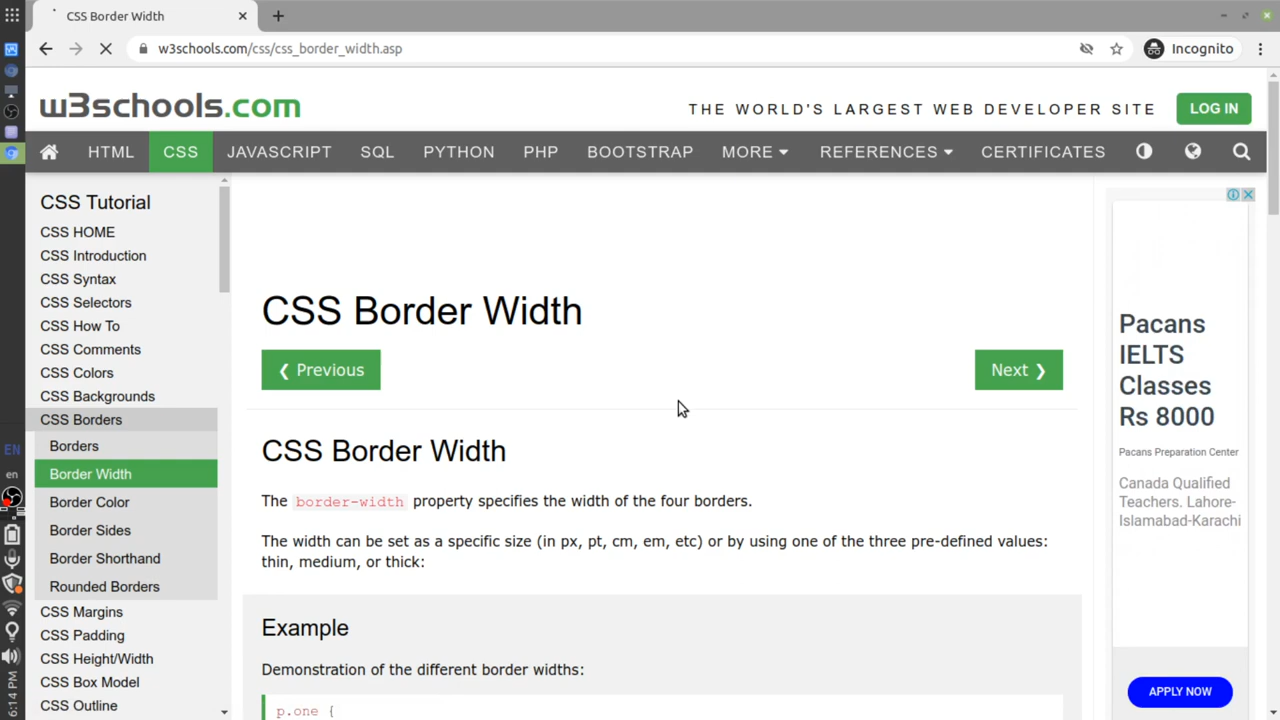 CSS Border Width
w3schools.com/css/css_border_width.asp
Incognito
w3schools.com
THE WORLD'S LARGEST WEB DEVELOPER SITE
LOG IN
HTML
CSS
JAVASCRIPT
SQL
PYTHON
PHP
BOOTSTRAP
MORE
REFERENCES
CERTIFICATES
CSS Tutorial
CSS HOME
CSS Introduction
CSS Syntax
CSS Selectors
CSS How To
CSS Comments
CSS Colors
CSS Backgrounds
CSS Borders
Borders
Border Width
Border Color
Border Sides
Border Shorthand
Rounded Borders
CSS Margins
CSS Padding
CSS Height/Width
CSS Box Model
CSS Outline
CSS Border Width
❮ Previous
Next ❯
CSS Border Width
The border-width property specifies the width of the four borders.
The width can be set as a specific size (in px, pt, cm, em, etc) or by using one of the three pre-defined values:
thin, medium, or thick:
Example
Demonstration of the different border widths:
p.one {
Pacans
IELTS
Classes
Rs 8000
Pacans Preparation Center
Canada Qualified
Teachers. Lahore-
Islamabad-Karachi
APPLY NOW
EN
en
6:14 PM